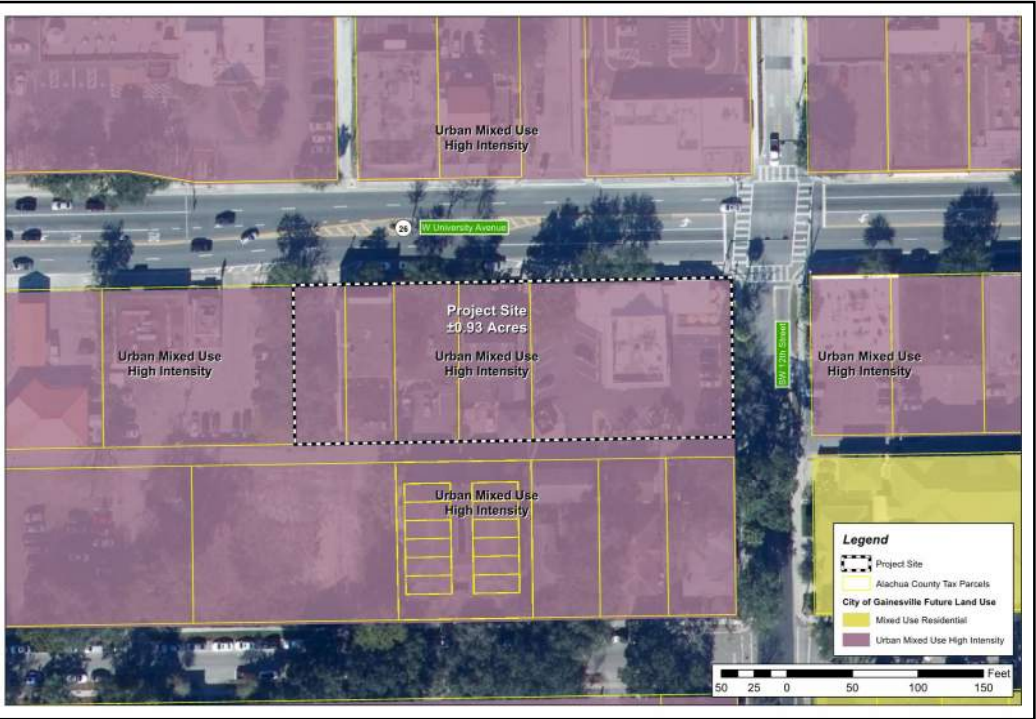 Urban Mixed Use
High Intensity
26
W University Avenue
Project Site
±0.93 Acres
Urban Mixed Use
High Intensity
Urban Mixed Use
High Intensity
SW 12th Street
Urban Mixed Use
High Intensity
Urban Mixed Use
High Intensity
Legend
Project Site
Alachua County Tax Parcels
City of Gainesville Future Land Use
Mixed Use Residential
Urban Mixed Use High Intensity
Feet
50 25 0 50 100 150